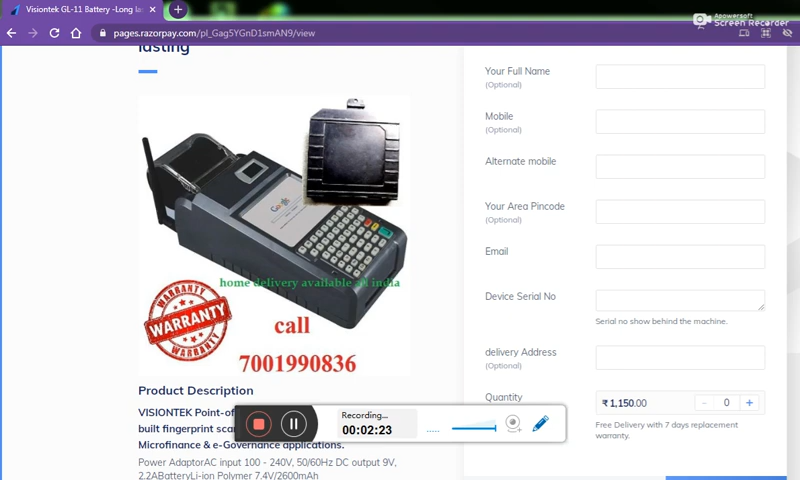 Visiontek GL-11 Battery -Long las
pages.razorpay.com/pl_Gag5YGnD1smAN9/view
Apowersoft
Screen Recorder
lasting
Google
home delivery available all india
WARRANTY
call
7001990836
Product Description
VISIONTEK Point-of
built fingerprint scan
Microfinance & e-Governance applications.
Power AdaptorAC input 100 - 240V, 50/60Hz DC output 9V,
2.2ABatteryLi-ion Polymer 7.4V/2600mAh
Your Full Name
(Optional)
Mobile
(Optional)
Alternate mobile
Your Area Pincode
(Optional)
Email
Device Serial No
Serial no show behind the machine.
delivery Address
(Optional)
Quantity
₹ 1,150.00
- 0 +
Free Delivery with 7 days replacement
warranty.
Recording...
00:02:23